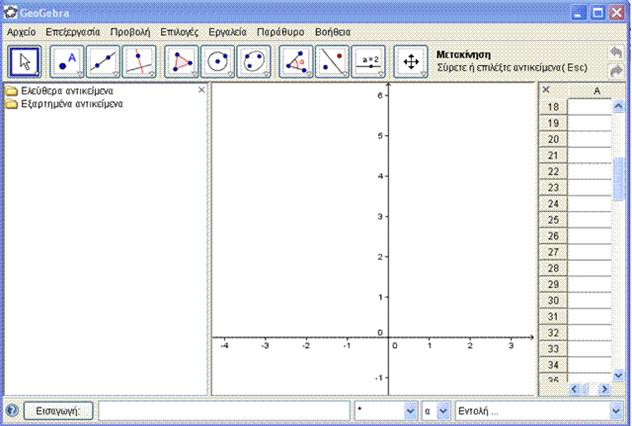 GeoGebra
Αρχείο Επεξεργασία Προβολή Επιλογές Εργαλεία Παράθυρο Βοήθεια
A
α
a = 2
Μετακίνηση
Σύρετε ή επιλέξτε αντικείμενα( Esc)
Ελεύθερα αντικείμενα
Εξαρτημένα αντικείμενα
6
5
4
3
2
1
0
-4 -3 -2 -1 0 1 2 3
-1
A
18
19
20
21
22
23
24
25
26
27
28
29
30
31
32
33
34
35
Εισαγωγή: * α Εντολή ...